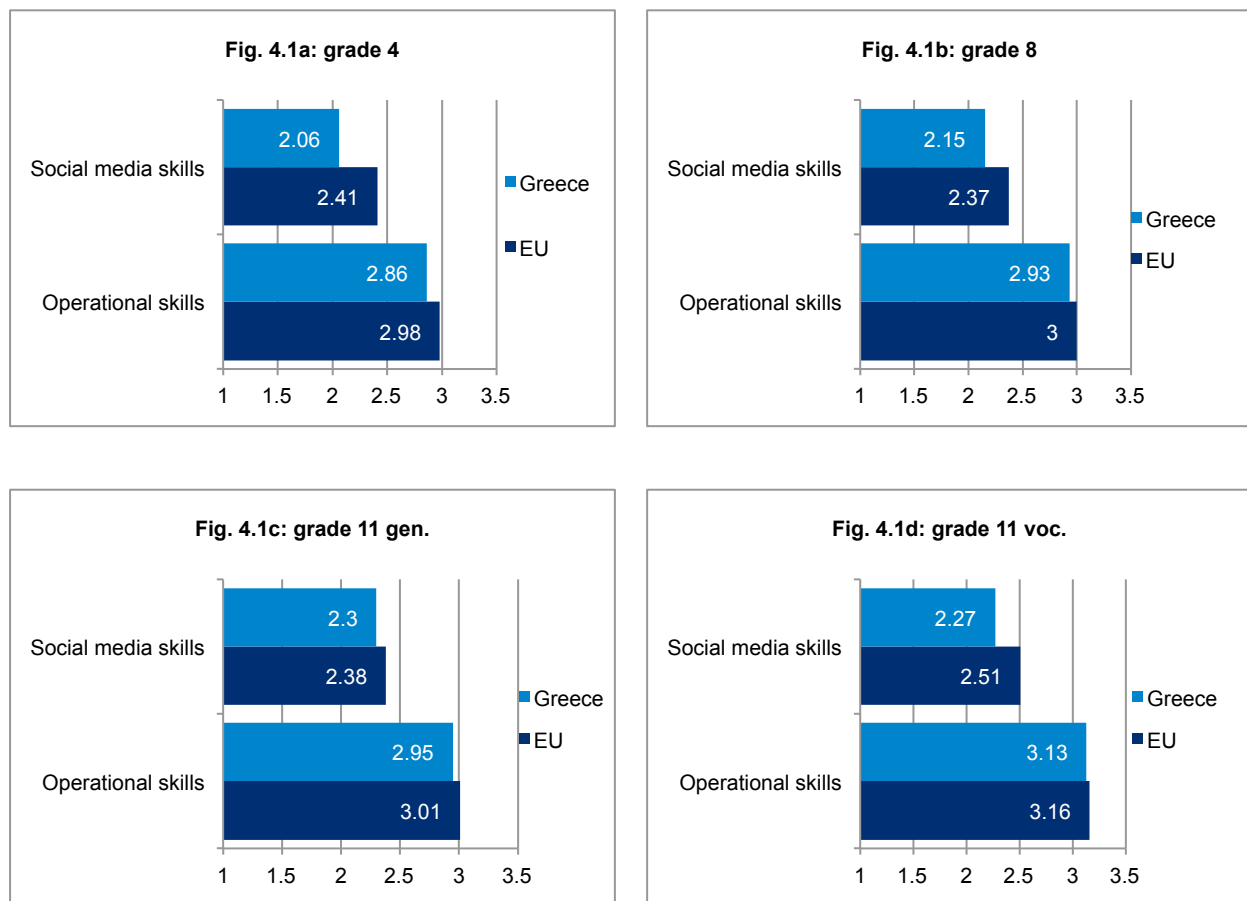 Fig. 4.1a: grade 4
Social media skills
2.06
2.41
Operational skills
2.86
2.98
Greece
EU
1 1.5 2 2.5 3 3.5
Fig. 4.1b: grade 8
Social media skills
2.15
2.37
Operational skills
2.93
3
Greece
EU
1 1.5 2 2.5 3 3.5
Fig. 4.1c: grade 11 gen.
Social media skills
2.3
2.38
Operational skills
2.95
3.01
Greece
EU
1 1.5 2 2.5 3 3.5
Fig. 4.1d: grade 11 voc.
Social media skills
2.27
2.51
Operational skills
3.13
3.16
Greece
EU
1 1.5 2 2.5 3 3.5